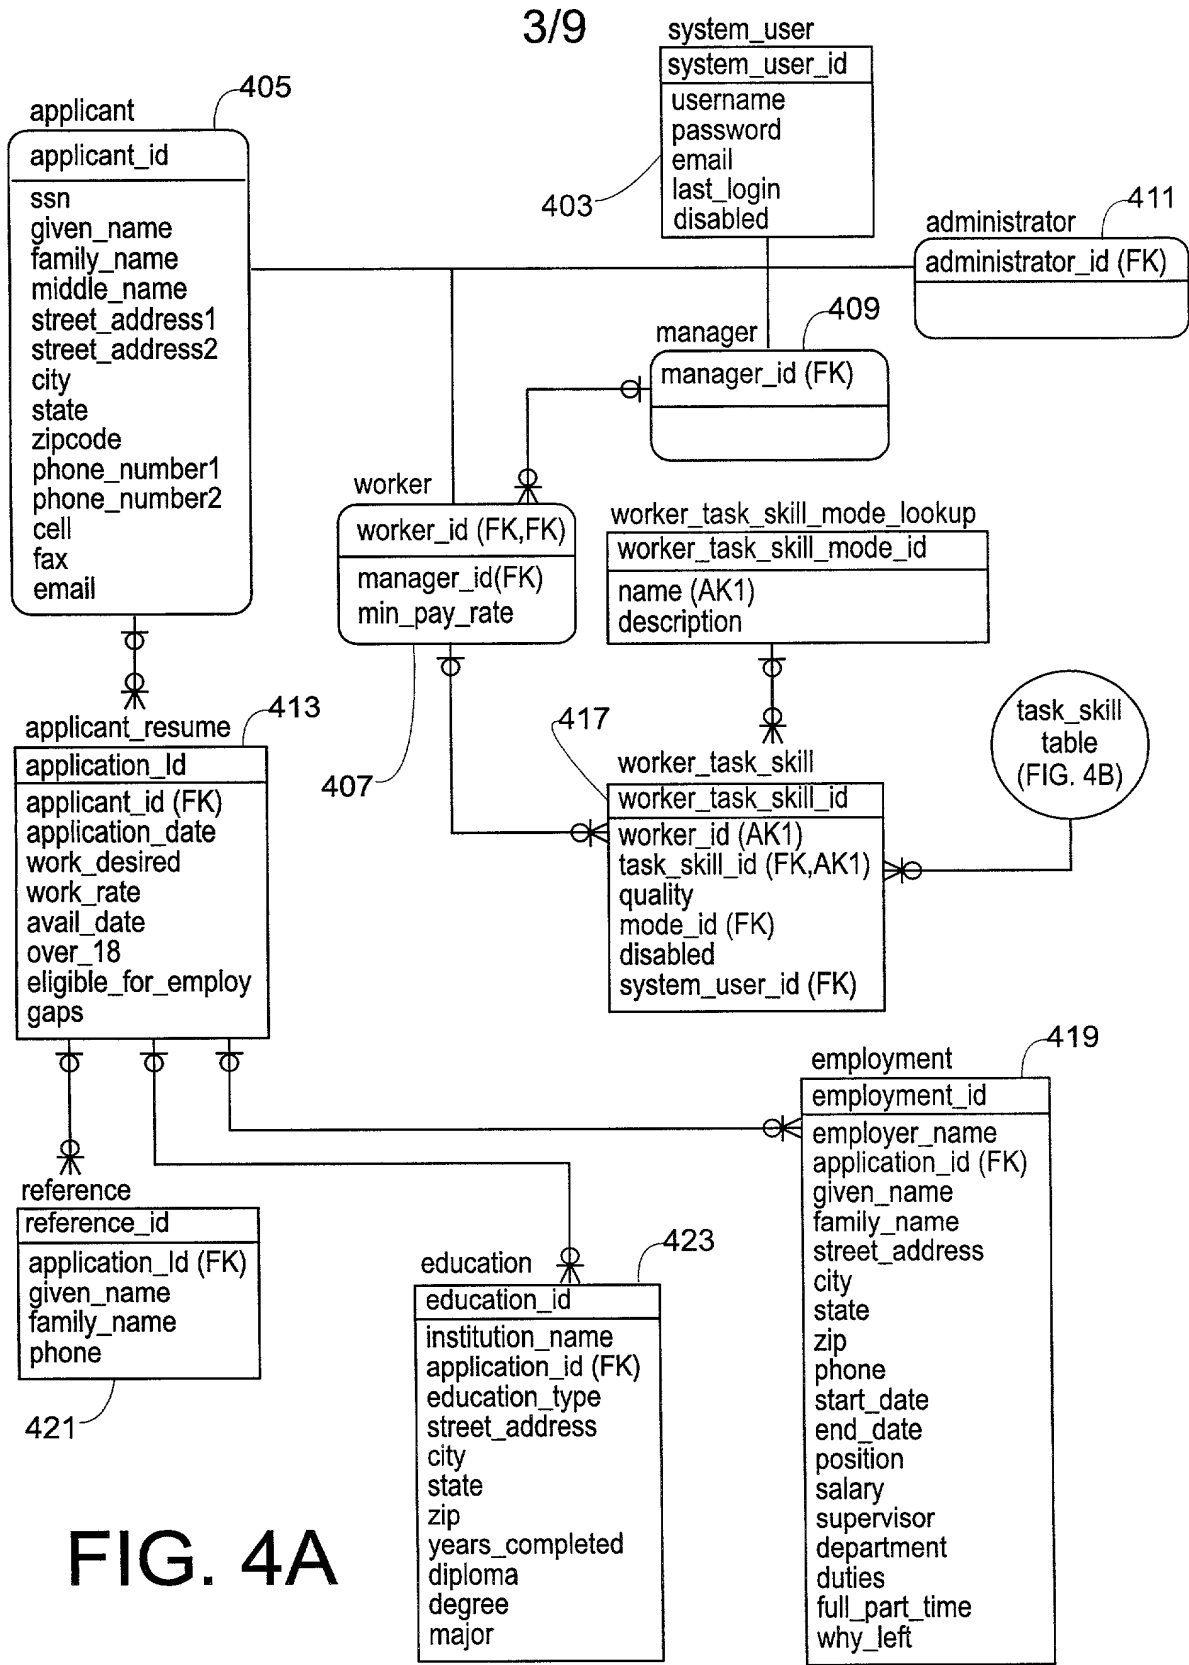 3/9
system_user
system_user_id
username
password
email
last_login
disabled
403
applicant
405
applicant_id
ssn
given_name
family_name
middle_name
street_address1
street_address2
city
state
zipcode
phone_number1
phone_number2
cell
fax
email
administrator
411
administrator_id (FK)
manager
409
manager_id (FK)
worker
worker_id (FK,FK)
manager_id(FK)
min_pay_rate
407
worker_task_skill_mode_lookup
worker_task_skill_mode_id
name (AK1)
description
task_skill
table
(FIG. 4B)
applicant_resume
413
application_Id
applicant_id (FK)
application_date
work_desired
work_rate
avail_date
over_18
eligible_for_employ
gaps
417
worker_task_skill
worker_task_skill_id
worker_id (AK1)
task_skill_id (FK,AK1)
quality
mode_id (FK)
disabled
system_user_id (FK)
reference
reference_id
application_Id (FK)
given_name
family_name
phone
421
education
423
education_id
institution_name
application_id (FK)
education_type
street_address
city
state
zip
years_completed
diploma
degree
major
employment
419
employment_id
employer_name
application_id (FK)
given_name
family_name
street_address
city
state
zip
phone
start_date
end_date
position
salary
supervisor
department
duties
full_part_time
why_left
FIG. 4A